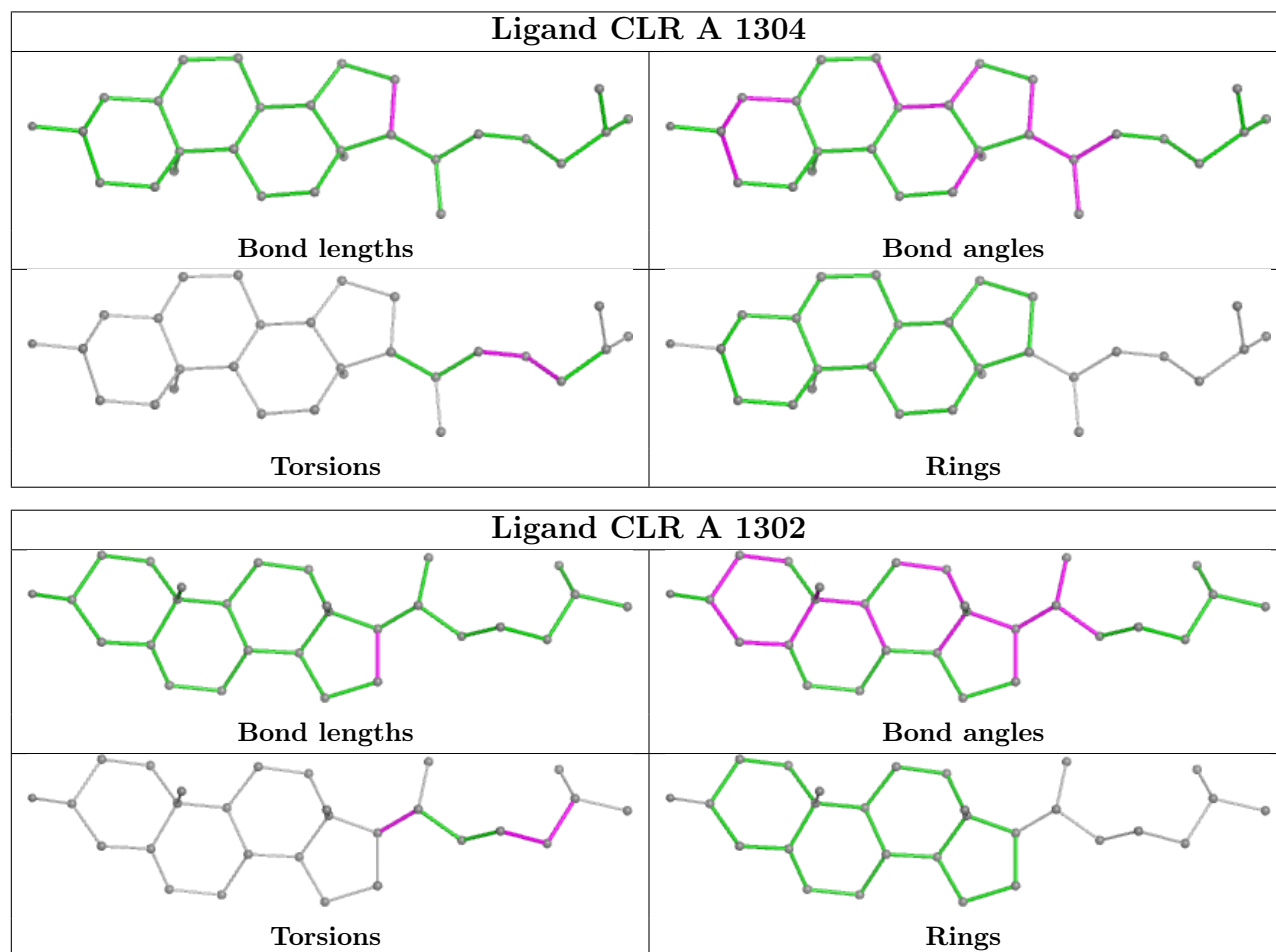 Ligand CLR A 1304
Bond lengths
Bond angles
Torsions
Rings
Ligand CLR A 1302
Bond lengths
Bond angles
Torsions
Rings